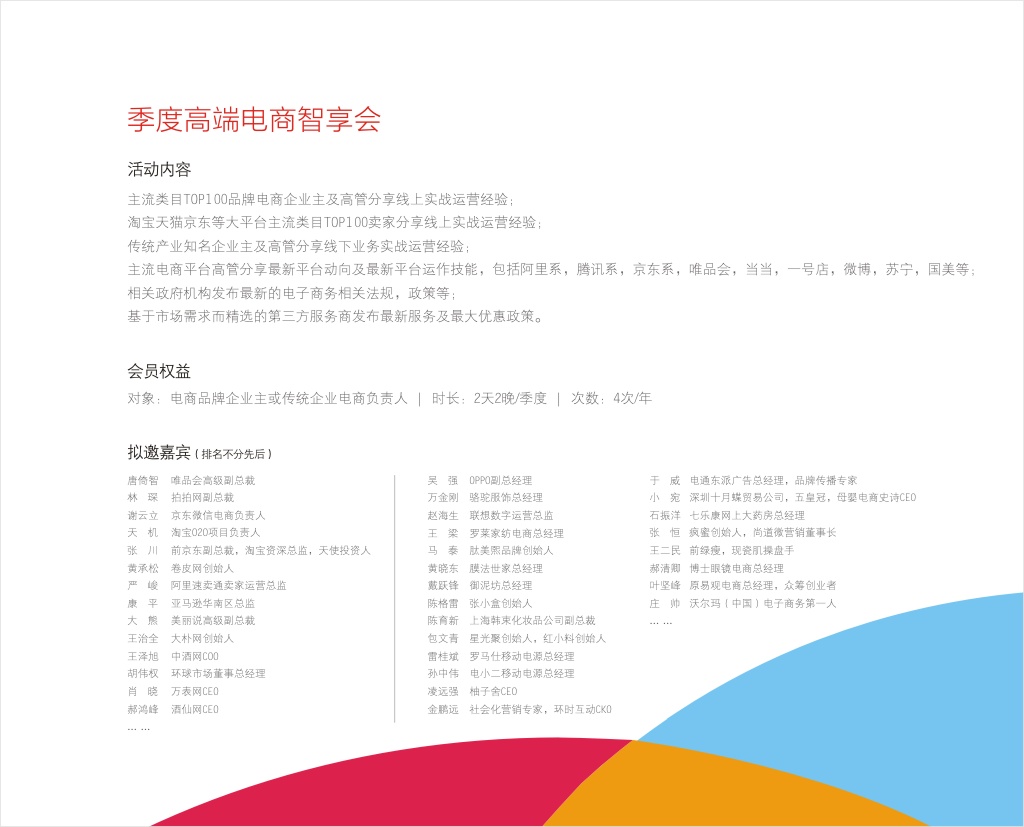 季度高端电商智享会
活动内容
主流类目TOP100品牌电商企业主及高管分享线上实战运营经验；
淘宝天猫京东等大平台主流类目TOP100卖家分享线上实战运营经验；
传统产业知名企业主及高管分享线下业务实战运营经验；
主流电商平台高管分享最新平台动向及最新平台运作技能，包括阿里系，腾讯系，京东系，唯品会，当当，一号店，微博，苏宁，国美等；
相关政府机构发布最新的电子商务相关法规，政策等；
基于市场需求而精选的第三方服务商发布最新服务及最大优惠政策。
会员权益
对象：电商品牌企业主或传统企业电商负责人 | 时长：2天2晚/季度 | 次数：4次/年
拟邀嘉宾（排名不分先后）
唐倚智 唯品会高级副总裁
林 琛 拍拍网副总裁
谢云立 京东微信电商负责人
天 机 淘宝O2O项目负责人
张 川 前京东副总裁，淘宝资深总监，天使投资人
黄承松 卷皮网创始人
严 峻 阿里速卖通卖家运营总监
康 平 亚马逊华南区总监
大 熊 美丽说高级副总裁
王治全 大朴网创始人
王泽旭 中酒网COO
胡伟权 环球市场董事总经理
肖 晓 万表网CEO
郝鸿峰 酒仙网CEO
… …
吴 强 OPPO副总经理
万金刚 骆驼服饰总经理
赵海生 联想数字运营总监
王 梁 罗莱家纺电商总经理
马 泰 肽美熙品牌创始人
黄晓东 膜法世家总经理
戴跃锋 御泥坊总经理
陈格雷 张小盒创始人
陈育新 上海韩束化妆品公司副总裁
包文青 星光聚创始人，红小料创始人
雷桂斌 罗马仕移动电源总经理
孙中伟 电小二移动电源总经理
凌远强 柚子舍CEO
金鹏远 社会化营销专家，环时互动CKO
于 威 电通东派广告总经理，品牌传播专家
小 宛 深圳十月蝶贸易公司，五皇冠，母婴电商史诗CEO
石振洋 七乐康网上大药房总经理
张 恒 疯蜜创始人，尚道微营销董事长
王二民 前绿瘦，现瓷肌操盘手
郝清卿 博士眼镜电商总经理
叶坚峰 原易观电商总经理，众筹创业者
庄 帅 沃尔玛（中国）电子商务第一人
… …